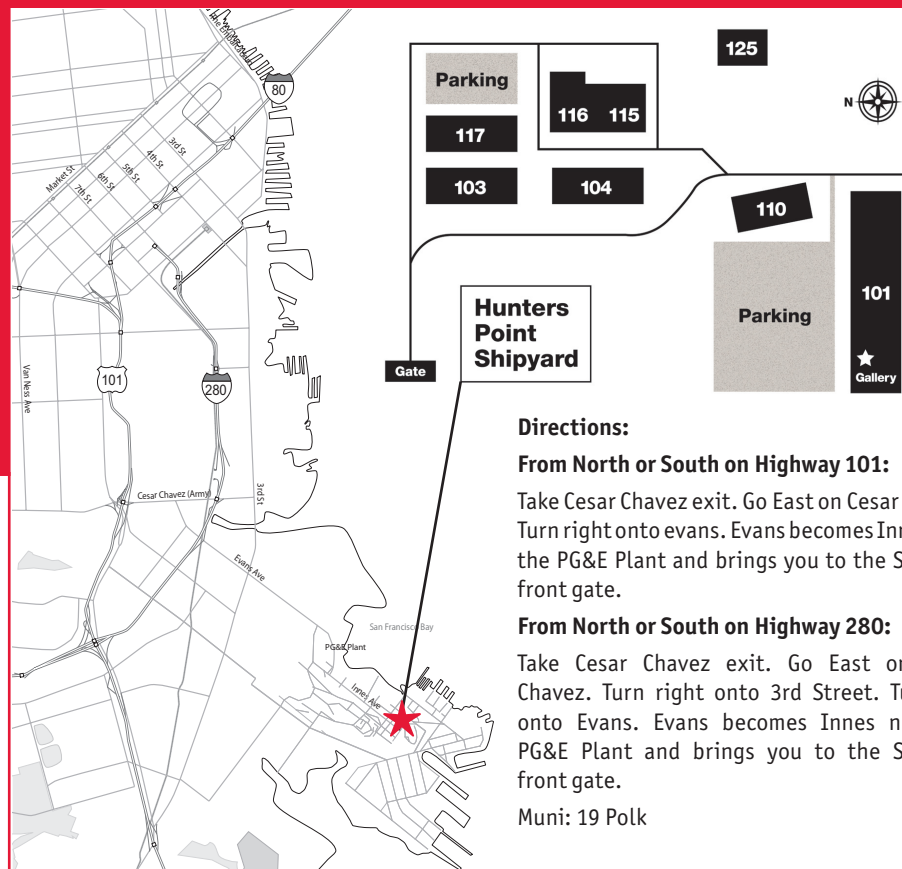 The Embarcadero
80
3rd St
4th St
5th St
6th St
7th St
Market St
Van Ness Ave
101
280
Cesar Chavez (Army)
3rd St
Evans Ave
San Francisco Bay
PG&E Plant
Innes Ave
Hunters
Point
Shipyard
Parking
117
103
116 115
104
125
N
110
Parking
101
Gallery
Gate
Directions:
From North or South on Highway 101:
Take Cesar Chavez exit. Go East on Cesar
Turn right onto evans. Evans becomes
the PG&E Plant and brings you to the
front gate.
From North or South on Highway 280:
Take Cesar Chavez exit. Go East
Chavez. Turn right onto 3rd Street.
onto Evans. Evans becomes Innes
PG&E Plant and brings you to the
front gate.
Muni: 19 Polk